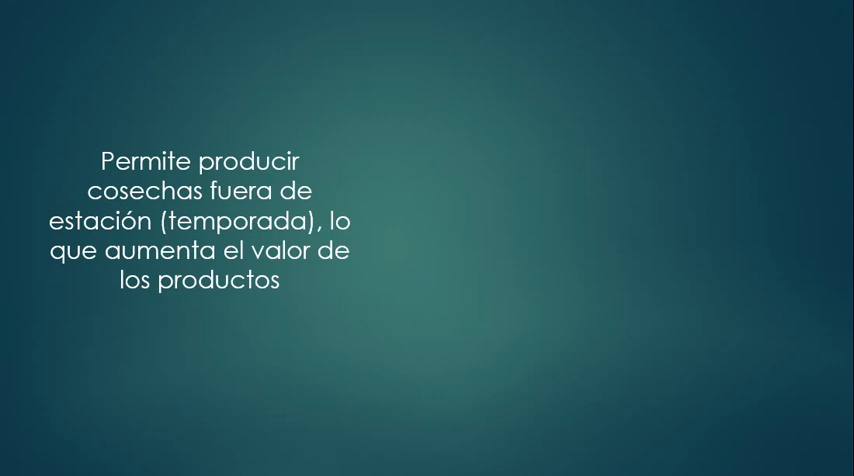 Permite producir
cosechas fuera de
estación (temporada), lo
que aumenta el valor de
los productos